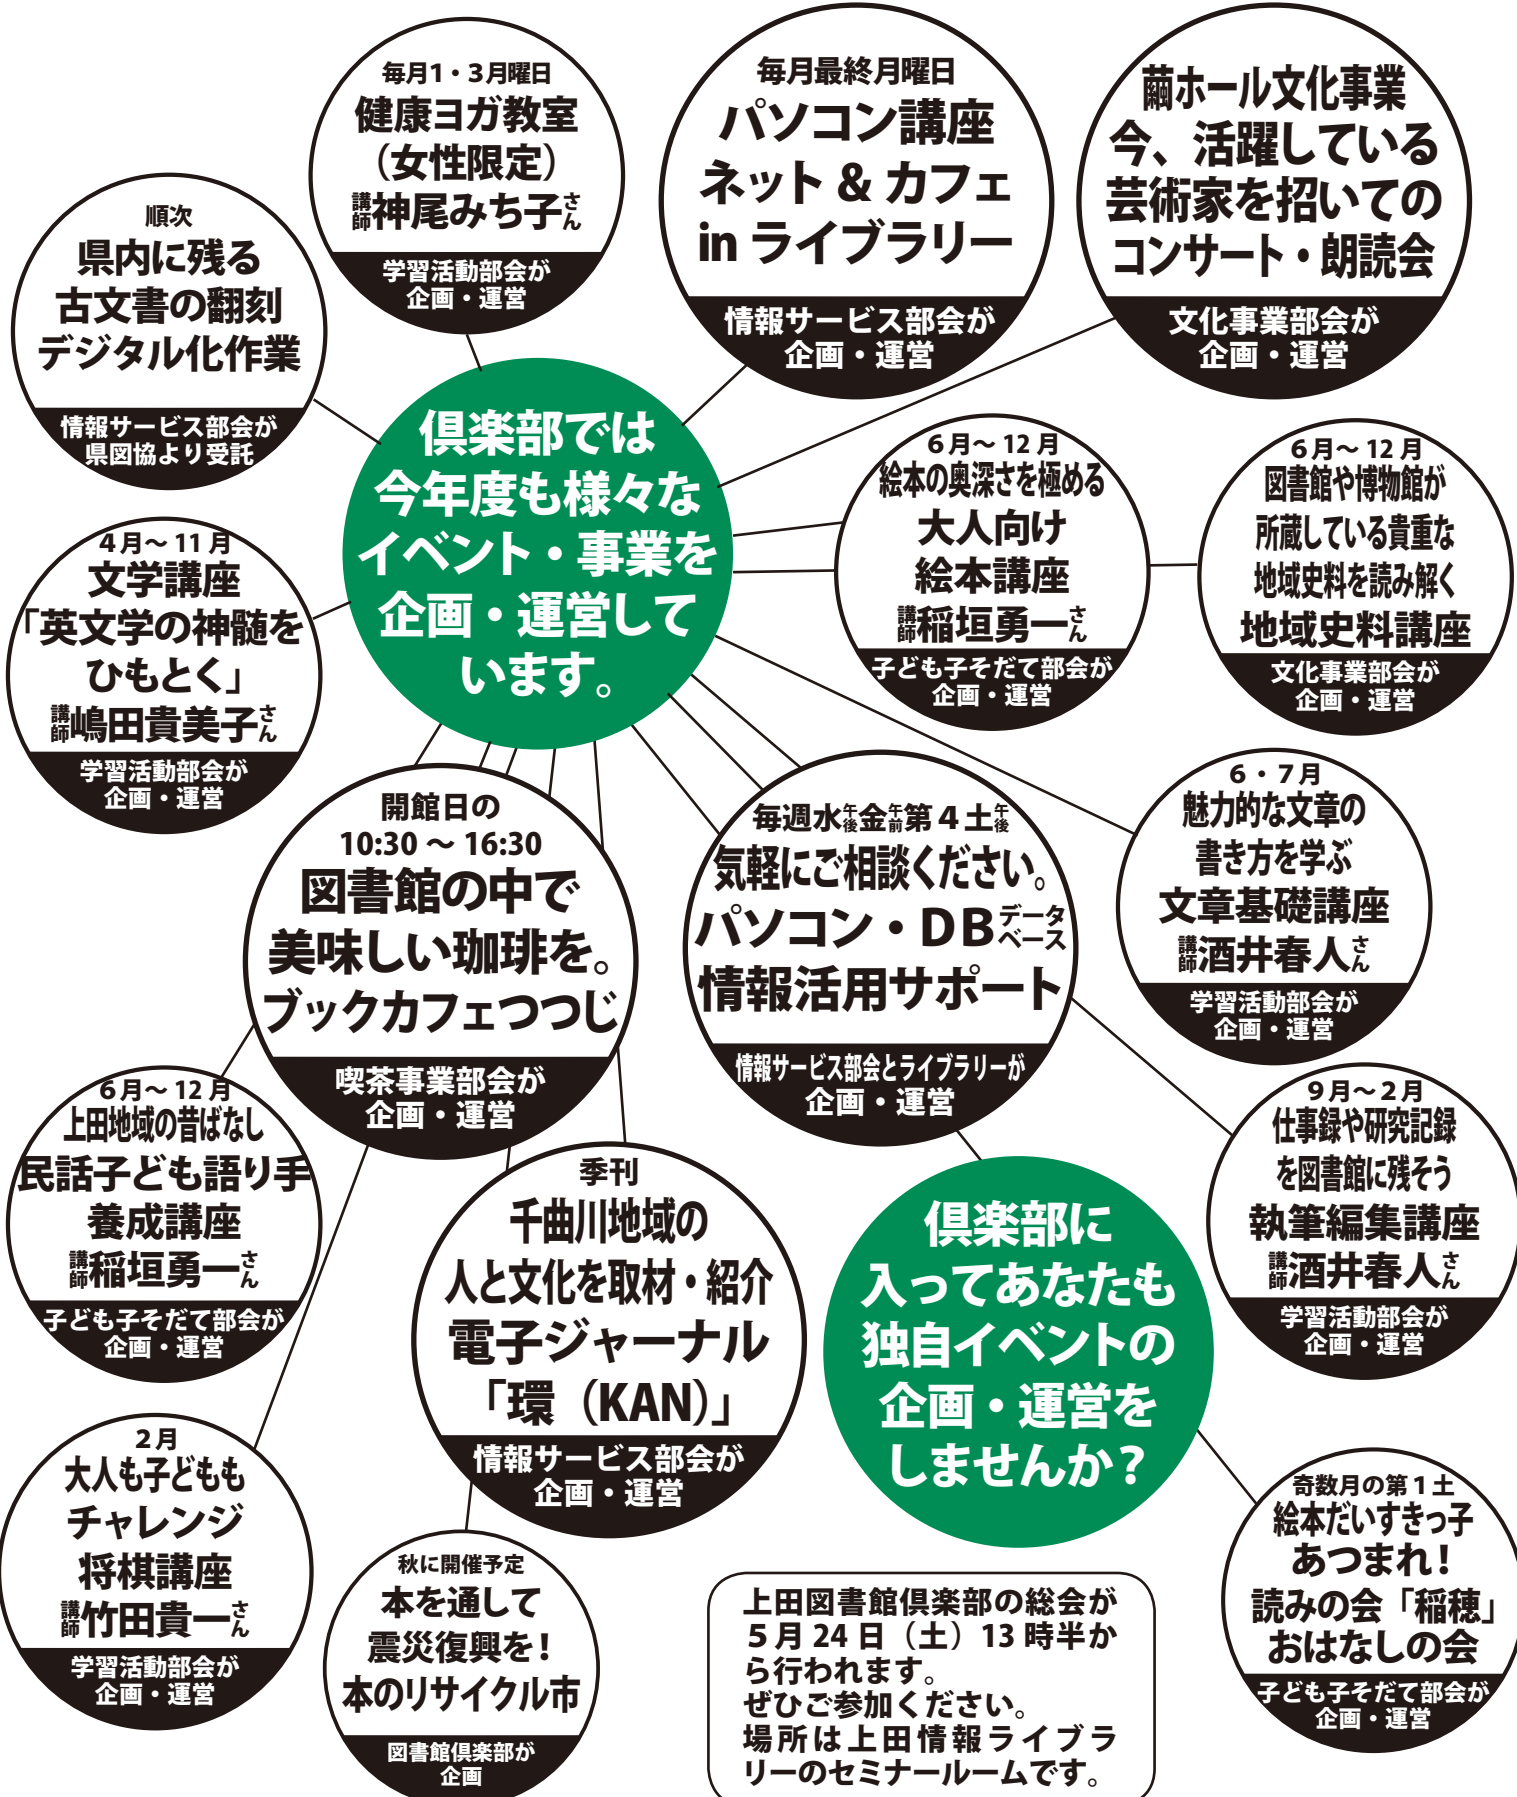 毎月1・3月曜日
健康ヨガ教室
（女性限定）
講師神尾みち子さん
学習活動部会が
企画・運営
毎月最終月曜日
パソコン講座
ネット & カフェ
in ライブラリー
情報サービス部会が
企画・運営
繭ホール文化事業
今、活躍している
芸術家を招いての
コンサート・朗読会
文化事業部会が
企画・運営
順次
県内に残る
古文書の翻刻
デジタル化作業
情報サービス部会が
県図協より受託
倶楽部では
今年度も様々な
イベント・事業を
企画・運営して
います。
6月～12月
絵本の奥深さを極める
大人向け
絵本講座
講師稲垣勇一さん
子ども子そだて部会が
企画・運営
6月～12月
図書館や博物館が
所蔵している貴重な
地域史料を読み解く
地域史料講座
文化事業部会が
企画・運営
4月～11月
文学講座
「英文学の神髄を
ひもとく」
講師嶋田貴美子さん
学習活動部会が
企画・運営
開館日の
10:30～16:30
図書館の中で
美味しい珈琲を。
ブックカフェつつじ
喫茶事業部会が
企画・運営
毎週水午後金午前第4土午後
気軽にご相談ください。
パソコン・DBデータベース
情報活用サポート
情報サービス部会とライブラリーが
企画・運営
6・7月
魅力的な文章の
書き方を学ぶ
文章基礎講座
講師酒井春人さん
学習活動部会が
企画・運営
6月～12月
上田地域の昔ばなし
民話子ども語り手
養成講座
講師稲垣勇一さん
子ども子そだて部会が
企画・運営
季刊
千曲川地域の
人と文化を取材・紹介
電子ジャーナル
「環（KAN）」
情報サービス部会が
企画・運営
倶楽部に
入ってあなたも
独自イベントの
企画・運営を
しませんか？
9月～2月
仕事録や研究記録
を図書館に残そう
執筆編集講座
講師酒井春人さん
学習活動部会が
企画・運営
2月
大人も子どもも
チャレンジ
将棋講座
講師竹田貴一さん
学習活動部会が
企画・運営
秋に開催予定
本を通して
震災復興を！
本のリサイクル市
図書館倶楽部が
企画
上田図書館倶楽部の総会が
5月24日（土）13時半か
ら行われます。
ぜひご参加ください。
場所は上田情報ライブラ
リーのセミナールームです。
奇数月の第1土
絵本だいすきっ子
あつまれ！
読みの会「稲穂」
おはなしの会
子ども子そだて部会が
企画・運営